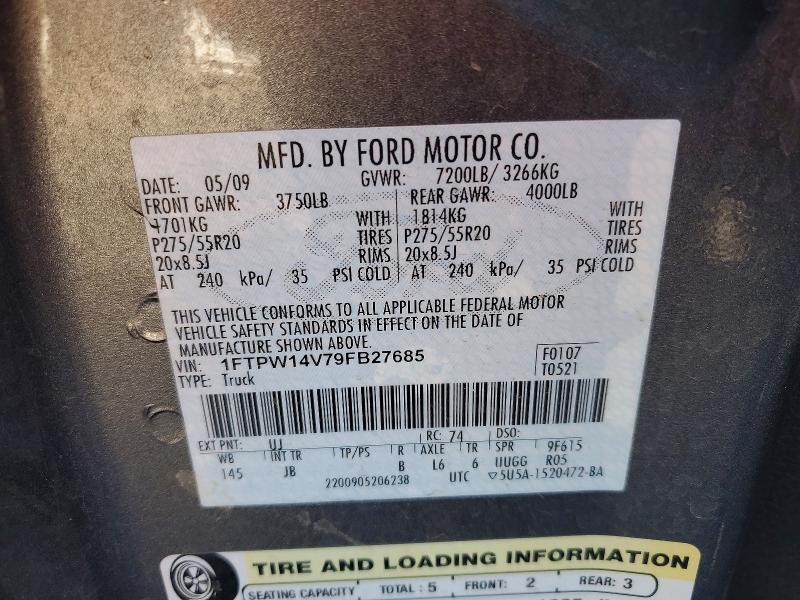 MFD. BY FORD MOTOR CO.
DATE: 05/09 GVWR: 7200LB/ 3266KG
FRONT GAWR: 3750LB REAR GAWR: 4000LB
1701KG WITH 1814KG WITH
P275/55R20 TIRES P275/55R20 TIRES
20x8.5J RIMS 20x8.5J RIMS
AT 240 kPa/ 35 PSI COLD AT 240 kPa/ 35 PSI COLD
THIS VEHICLE CONFORMS TO ALL APPLICABLE FEDERAL MOTOR
VEHICLE SAFETY STANDARDS IN EFFECT ON THE DATE OF
MANUFACTURE SHOWN ABOVE.
VIN: 1FTPW14V79FB27685 F0107
TYPE: Truck T0521
EXT PNT: UJ RC: 74 DSO:
WB INT TR TP/PS R AXLE TR SPR 9F615
145 JB B L6 6 UUGG R05
2200905206238 UTC ▽5U5A-1520472-BA
TIRE AND LOADING INFORMATION
SEATING CAPACITY TOTAL : 5 FRONT: 2 REAR: 3